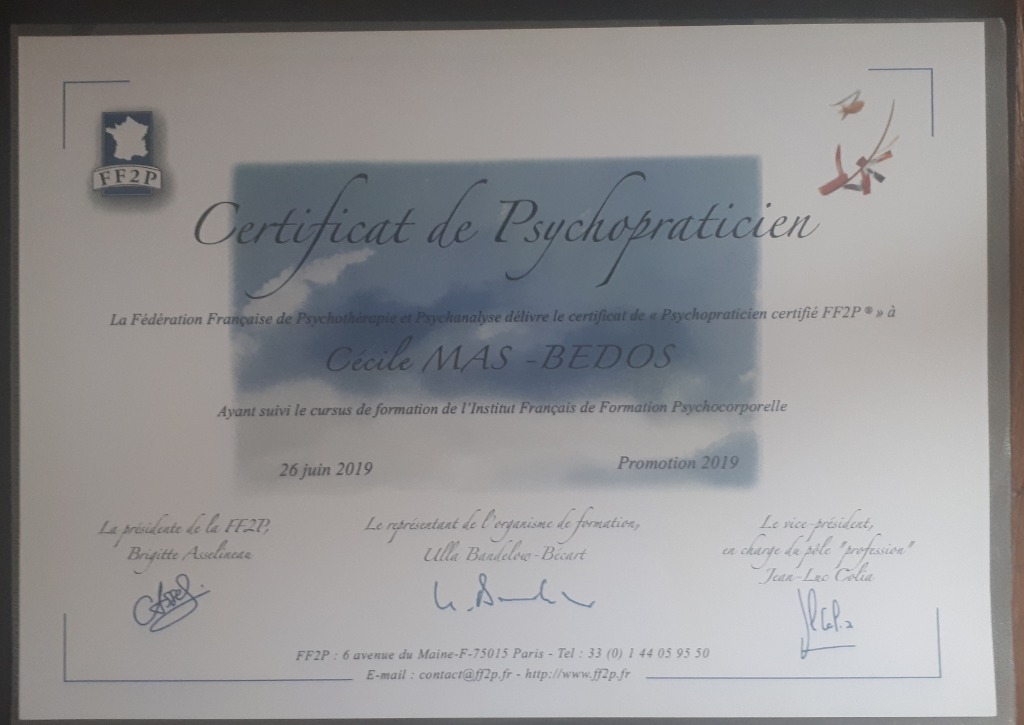 FF2P
Certificat de Psychopraticien
La Fédération Française de Psychothérapie et Psychanalyse délivre le certificat de « Psychopraticien certifié FF2P ® » à
Cécile MAS -BEDOS
Ayant suivi le cursus de formation de l'Institut Français de Formation Psychocorporelle
26 juin 2019
Promotion 2019
La présidente de la FF2P,
Brigitte Asselineau
Le représentant de l'organisme de formation,
Ulla Bandelow-Bécart
Le vice-président,
en charge du pôle "profession"
Jean-Luc Colia
FF2P : 6 avenue du Maine-F-75015 Paris - Tel : 33 (0) 1 44 05 95 50
E-mail : contact@ff2p.fr - http://www.ff2p.fr